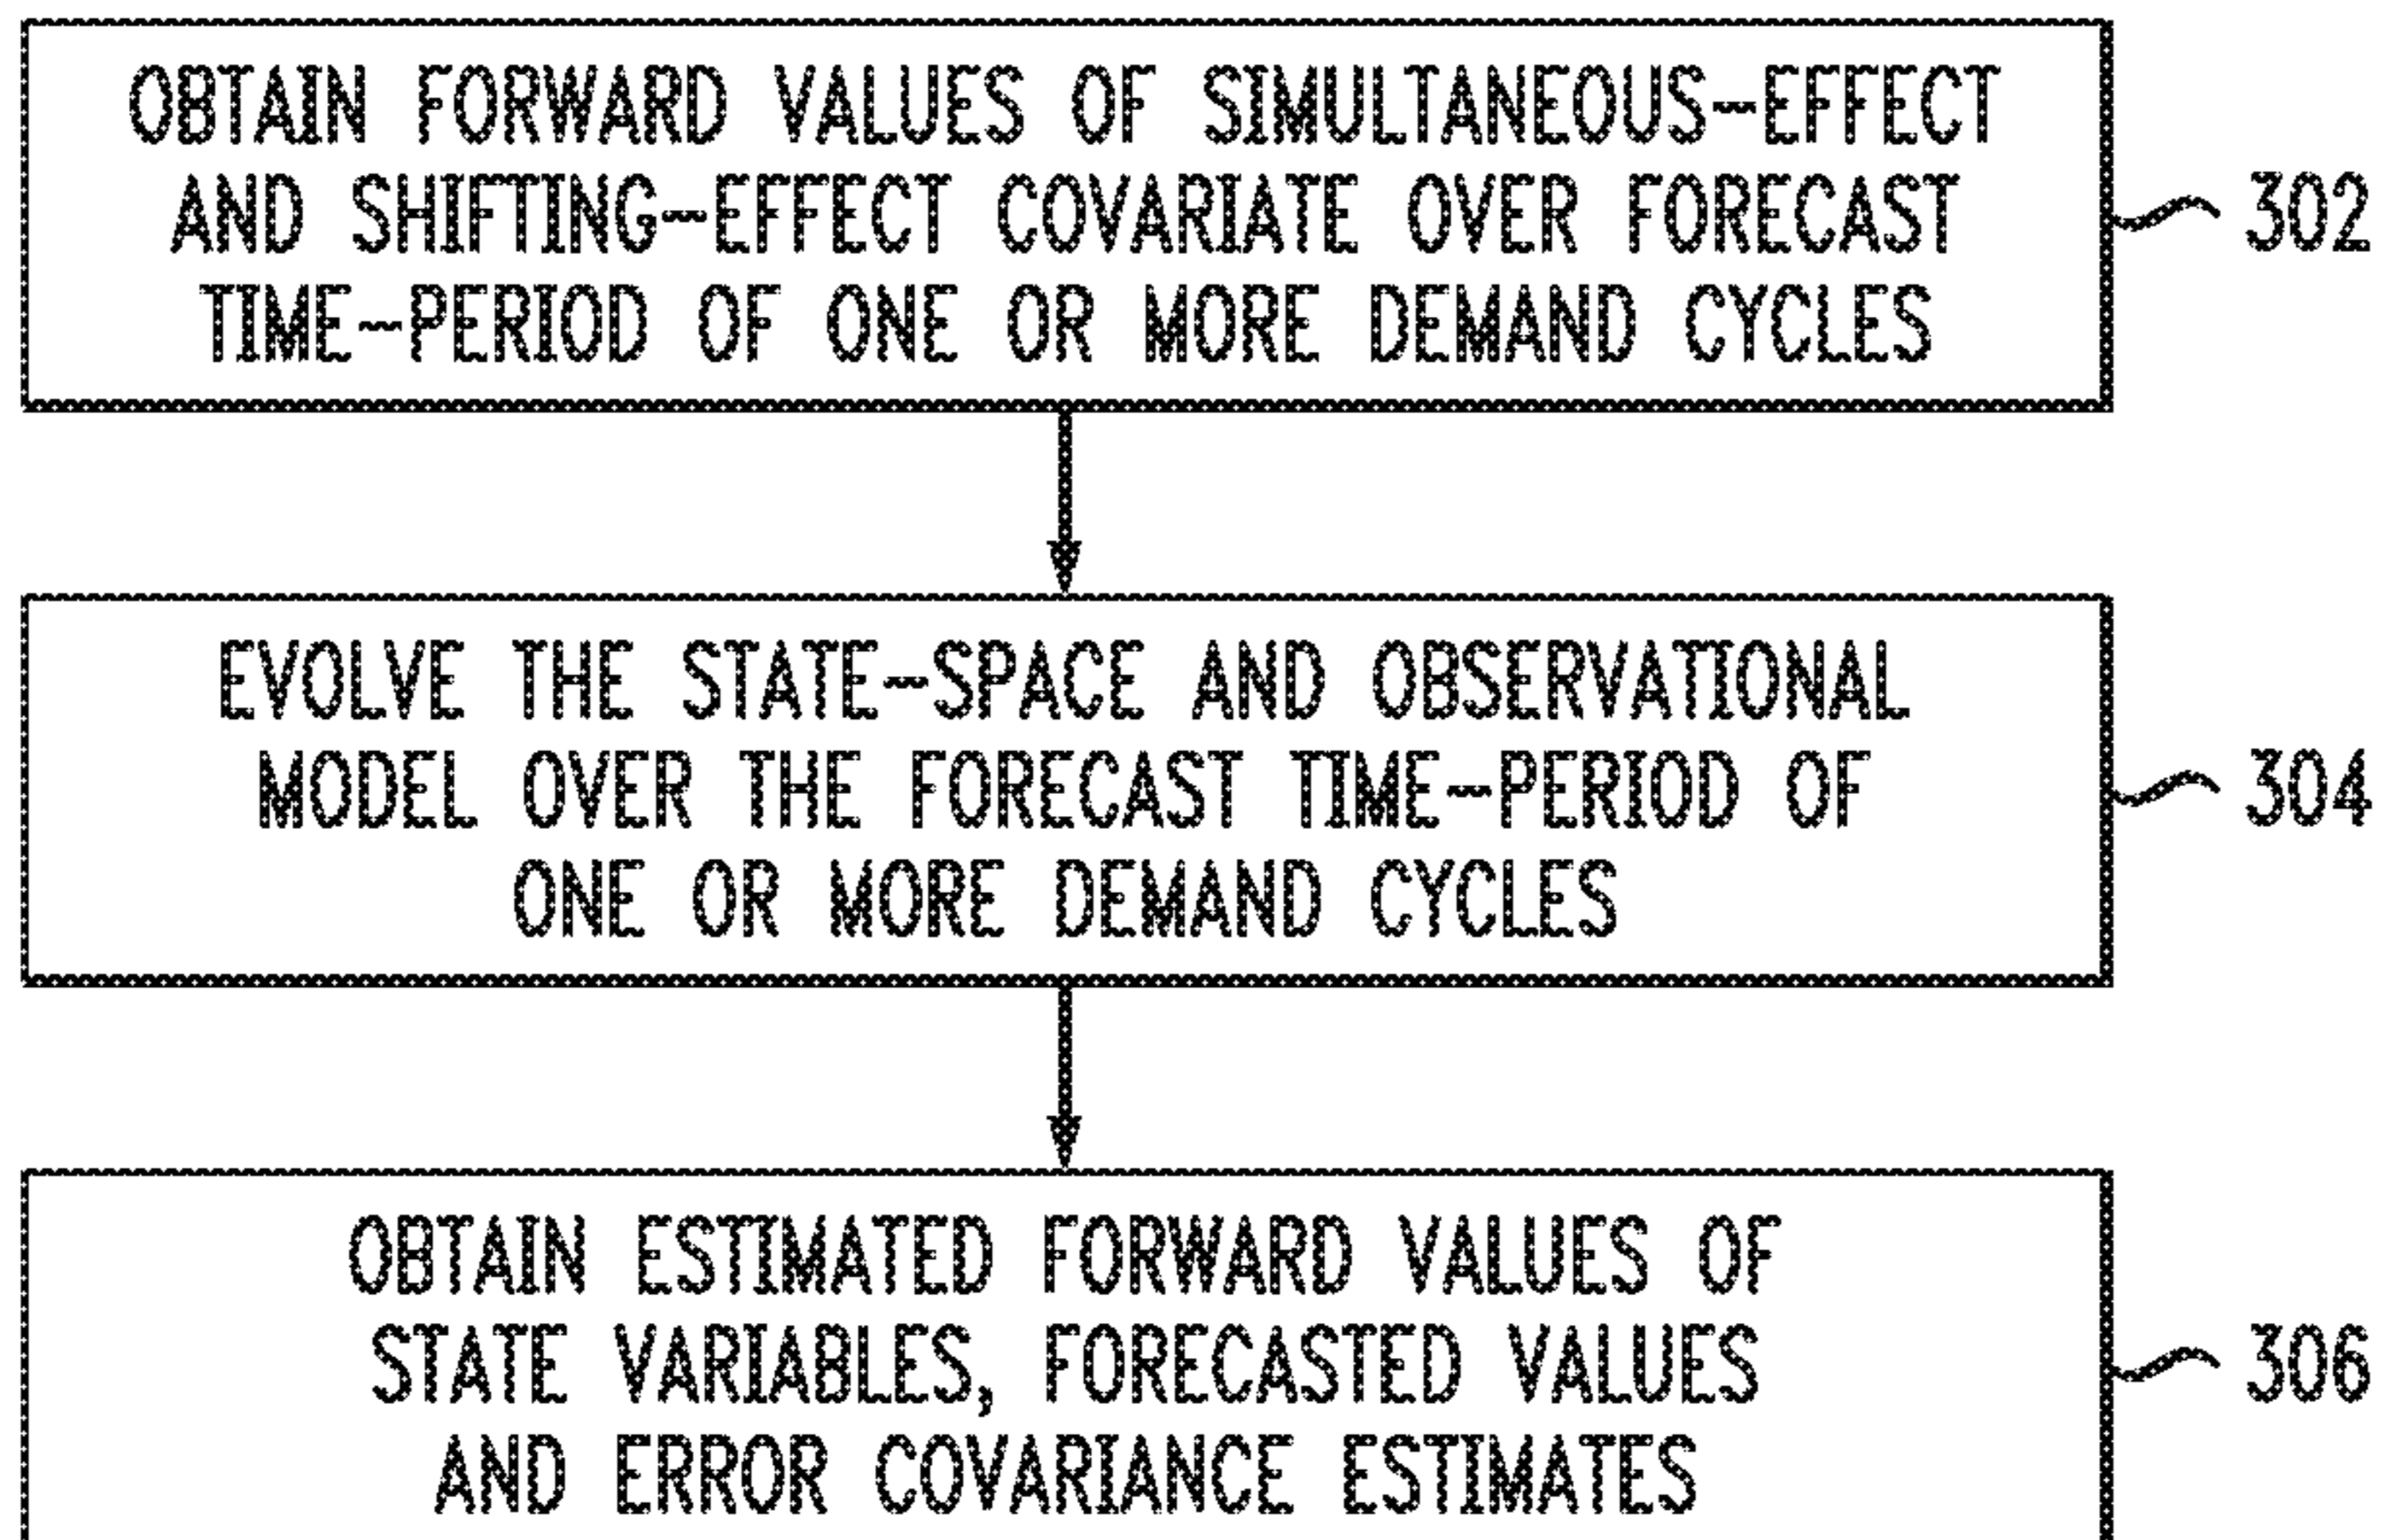 OBTAIN FORWARD VALUES OF SIMULTANEOUS-EFFECT
AND SHIFTING-EFFECT COVARIATE OVER FORECAST
TIME-PERIOD OF ONE OR MORE DEMAND CYCLES
302
EVOLVE THE STATE-SPACE AND OBSERVATIONAL
MODEL OVER THE FORECAST TIME-PERIOD OF
ONE OR MORE DEMAND CYCLES
304
OBTAIN ESTIMATED FORWARD VALUES OF
STATE VARIABLES, FORECASTED VALUES
AND ERROR COVARIANCE ESTIMATES
306